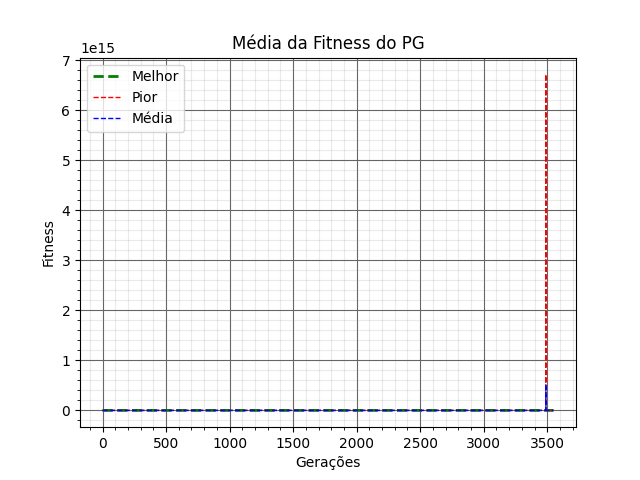 Média da Fitness do PG
1e15
Melhor
Pior
Média
7
6
5
4
3
2
1
0
Fitness
0 500 1000 1500 2000 2500 3000 3500
Gerações